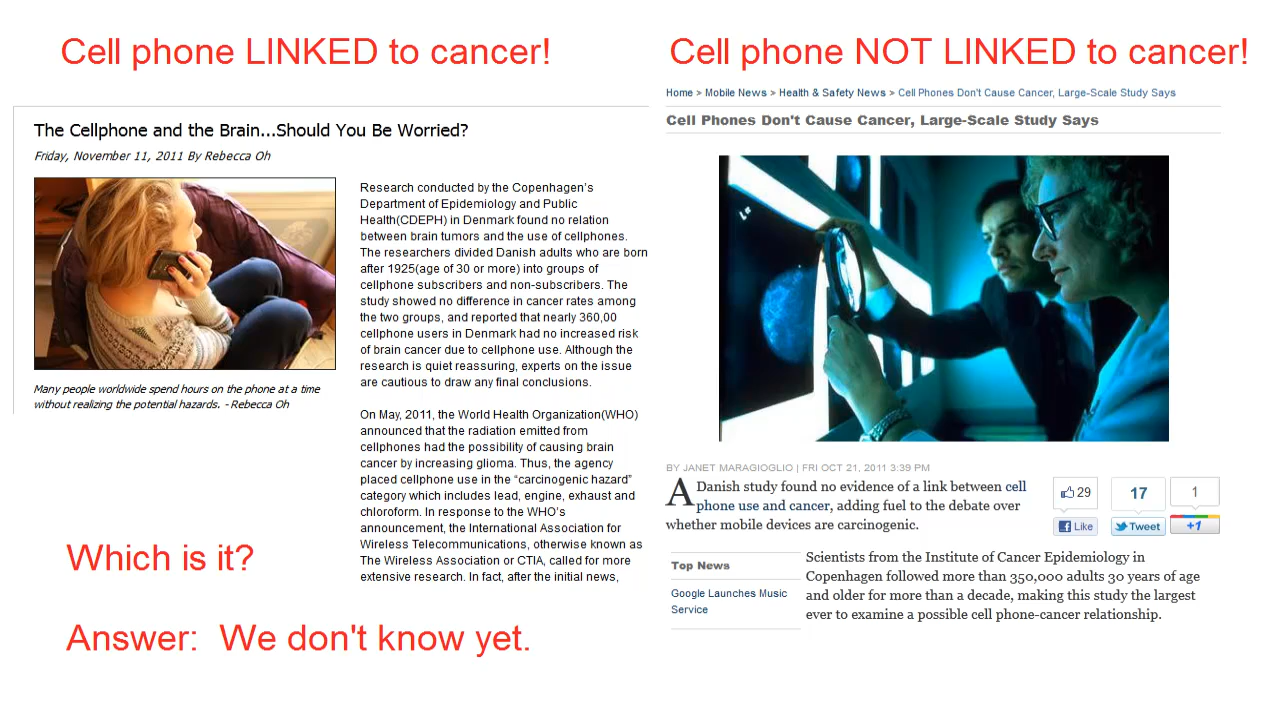 Cell phone LINKED to cancer!
The Cellphone and the Brain...Should You Be Worried?
Friday, November 11, 2011 By Rebecca Oh
Many people worldwide spend hours on the phone at a time
without realizing the potential hazards. - Rebecca Oh
Research conducted by the Copenhagen's
Department of Epidemiology and Public
Health(CDEPH) in Denmark found no relation
between brain tumors and the use of cellphones.
The researchers divided Danish adults who are born
after 1925(age of 30 or more) into groups of
cellphone subscribers and non-subscribers. The
study showed no difference in cancer rates among
the two groups, and reported that nearly 360,00
cellphone users in Denmark had no increased risk
of brain cancer due to cellphone use. Although the
research is quiet reassuring, experts on the issue
are cautious to draw any final conclusions.
On May, 2011, the World Health Organization(WHO)
announced that the radiation emitted from
cellphones had the possibility of causing brain
cancer by increasing glioma. Thus, the agency
placed cellphone use in the "carcinogenic hazard"
category which includes lead, engine, exhaust and
chloroform. In response to the WHO's
announcement, the International Association for
Wireless Telecommunications, otherwise known as
The Wireless Association or CTIA, called for more
extensive research. In fact, after the initial news,
Which is it?
Answer: We don't know yet.
Cell phone NOT LINKED to cancer!
Home > Mobile News > Health & Safety News > Cell Phones Don't Cause Cancer, Large-Scale Study Says
Cell Phones Don't Cause Cancer, Large-Scale Study Says
BY JANET MARAGIOGLIO | FRI OCT 21, 2011 3:39 PM
A Danish study found no evidence of a link between cell
phone use and cancer, adding fuel to the debate over
whether mobile devices are carcinogenic.
29
17
1
Like
Tweet
+1
Top News
Google Launches Music
Service
Scientists from the Institute of Cancer Epidemiology in
Copenhagen followed more than 350,000 adults 30 years of age
and older for more than a decade, making this study the largest
ever to examine a possible cell phone-cancer relationship.